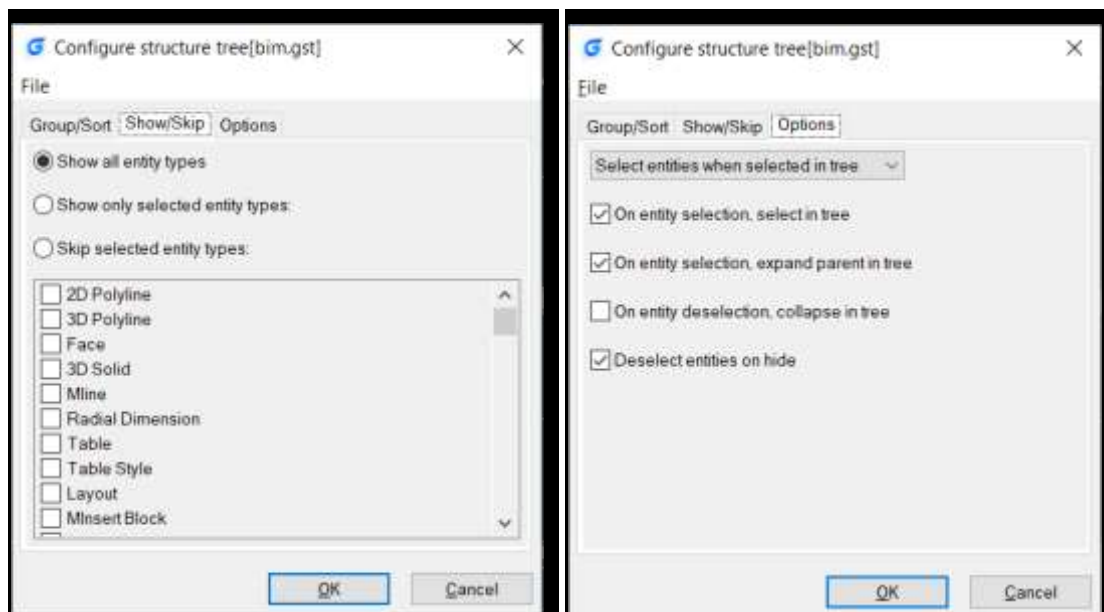 Configure structure tree[bim.gst]
File
Group/Sort Show/Skip Options
Show all entity types
Show only selected entity types:
Skip selected entity types:
2D Polyline
3D Polyline
Face
3D Solid
Mline
Radial Dimension
Table
Table Style
Layout
MInsert Block
OK Cancel
Configure structure tree[bim.gst]
File
Group/Sort Show/Skip Options
Select entities when selected in tree
On entity selection, select in tree
On entity selection, expand parent in tree
On entity deselection, collapse in tree
Deselect entities on hide
OK Cancel